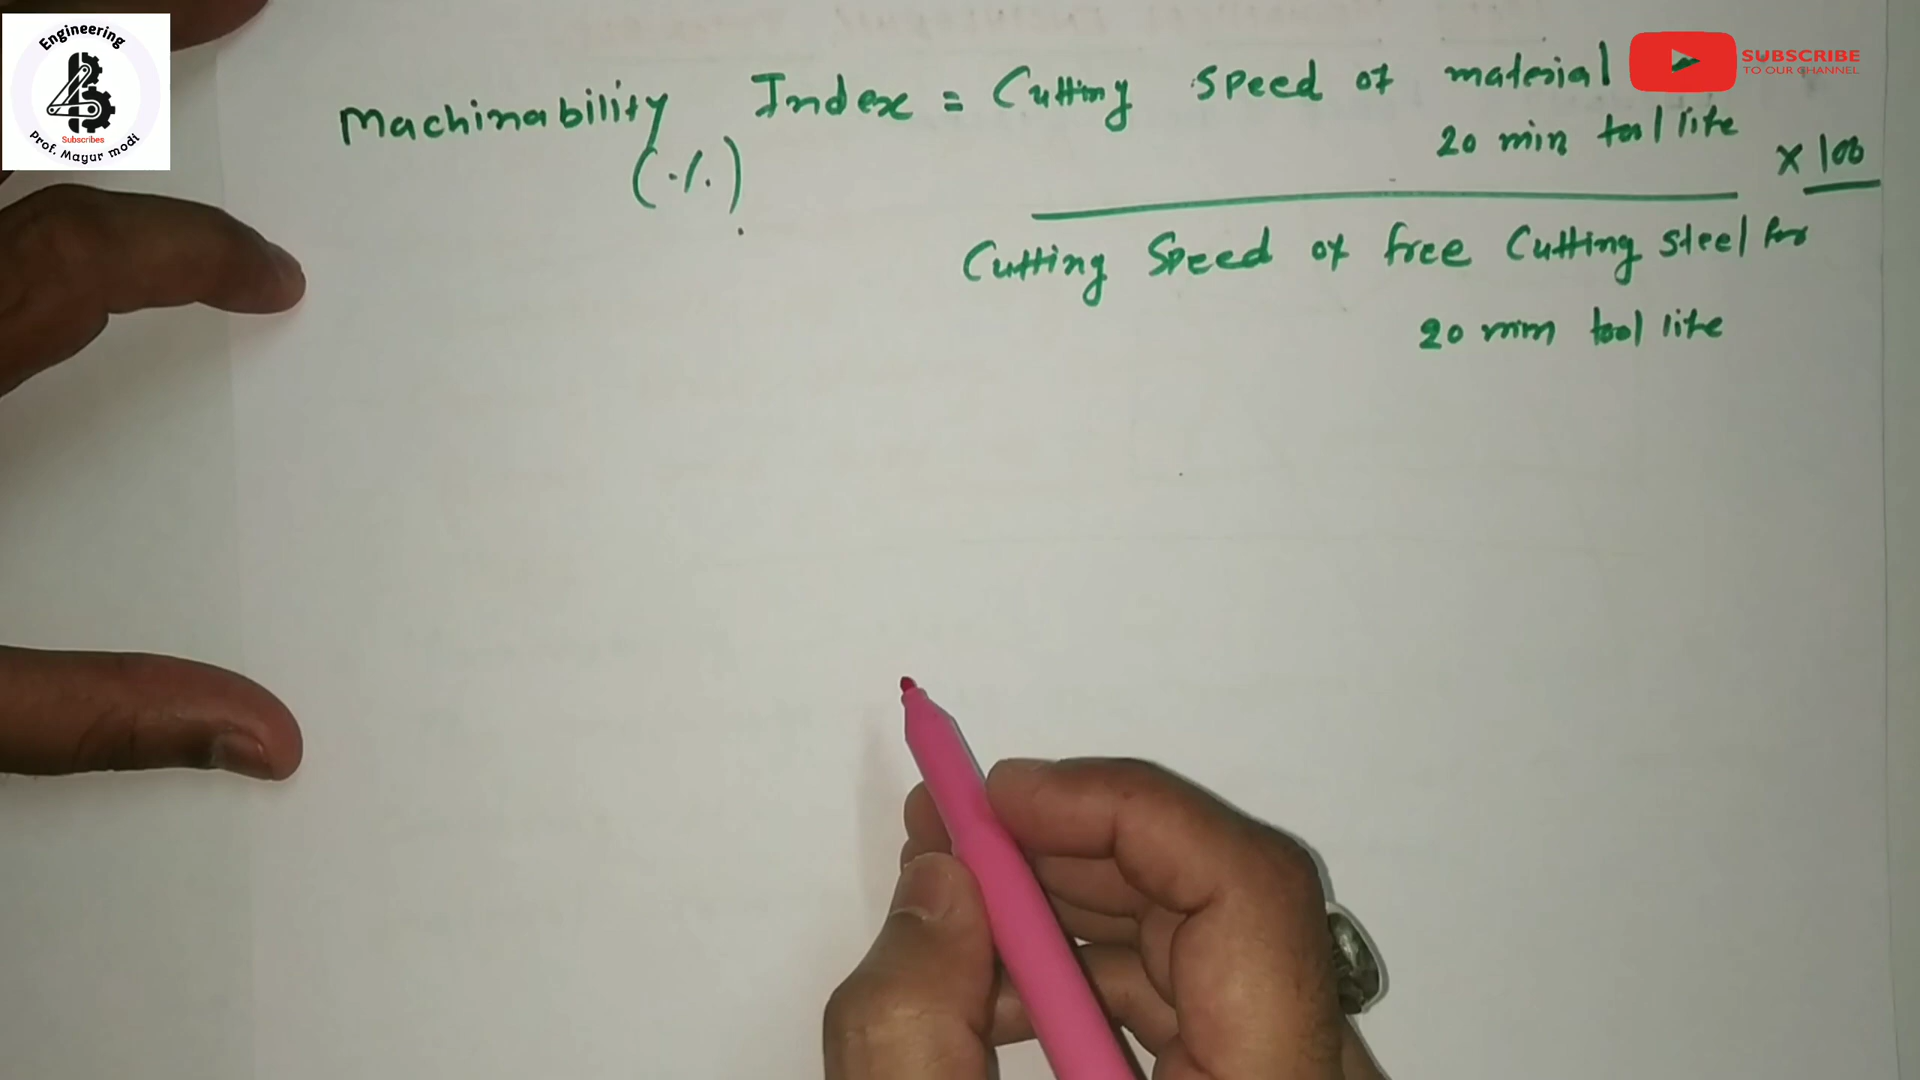 Engineering
Subscribes
Prof. Mayur modi
SUBSCRIBE
TO OUR CHANNEL
Machinability Index = Cutting Speed of material
20 min tool life
x 100
(%)
Cutting Speed of free Cutting steel for
20 min tool life